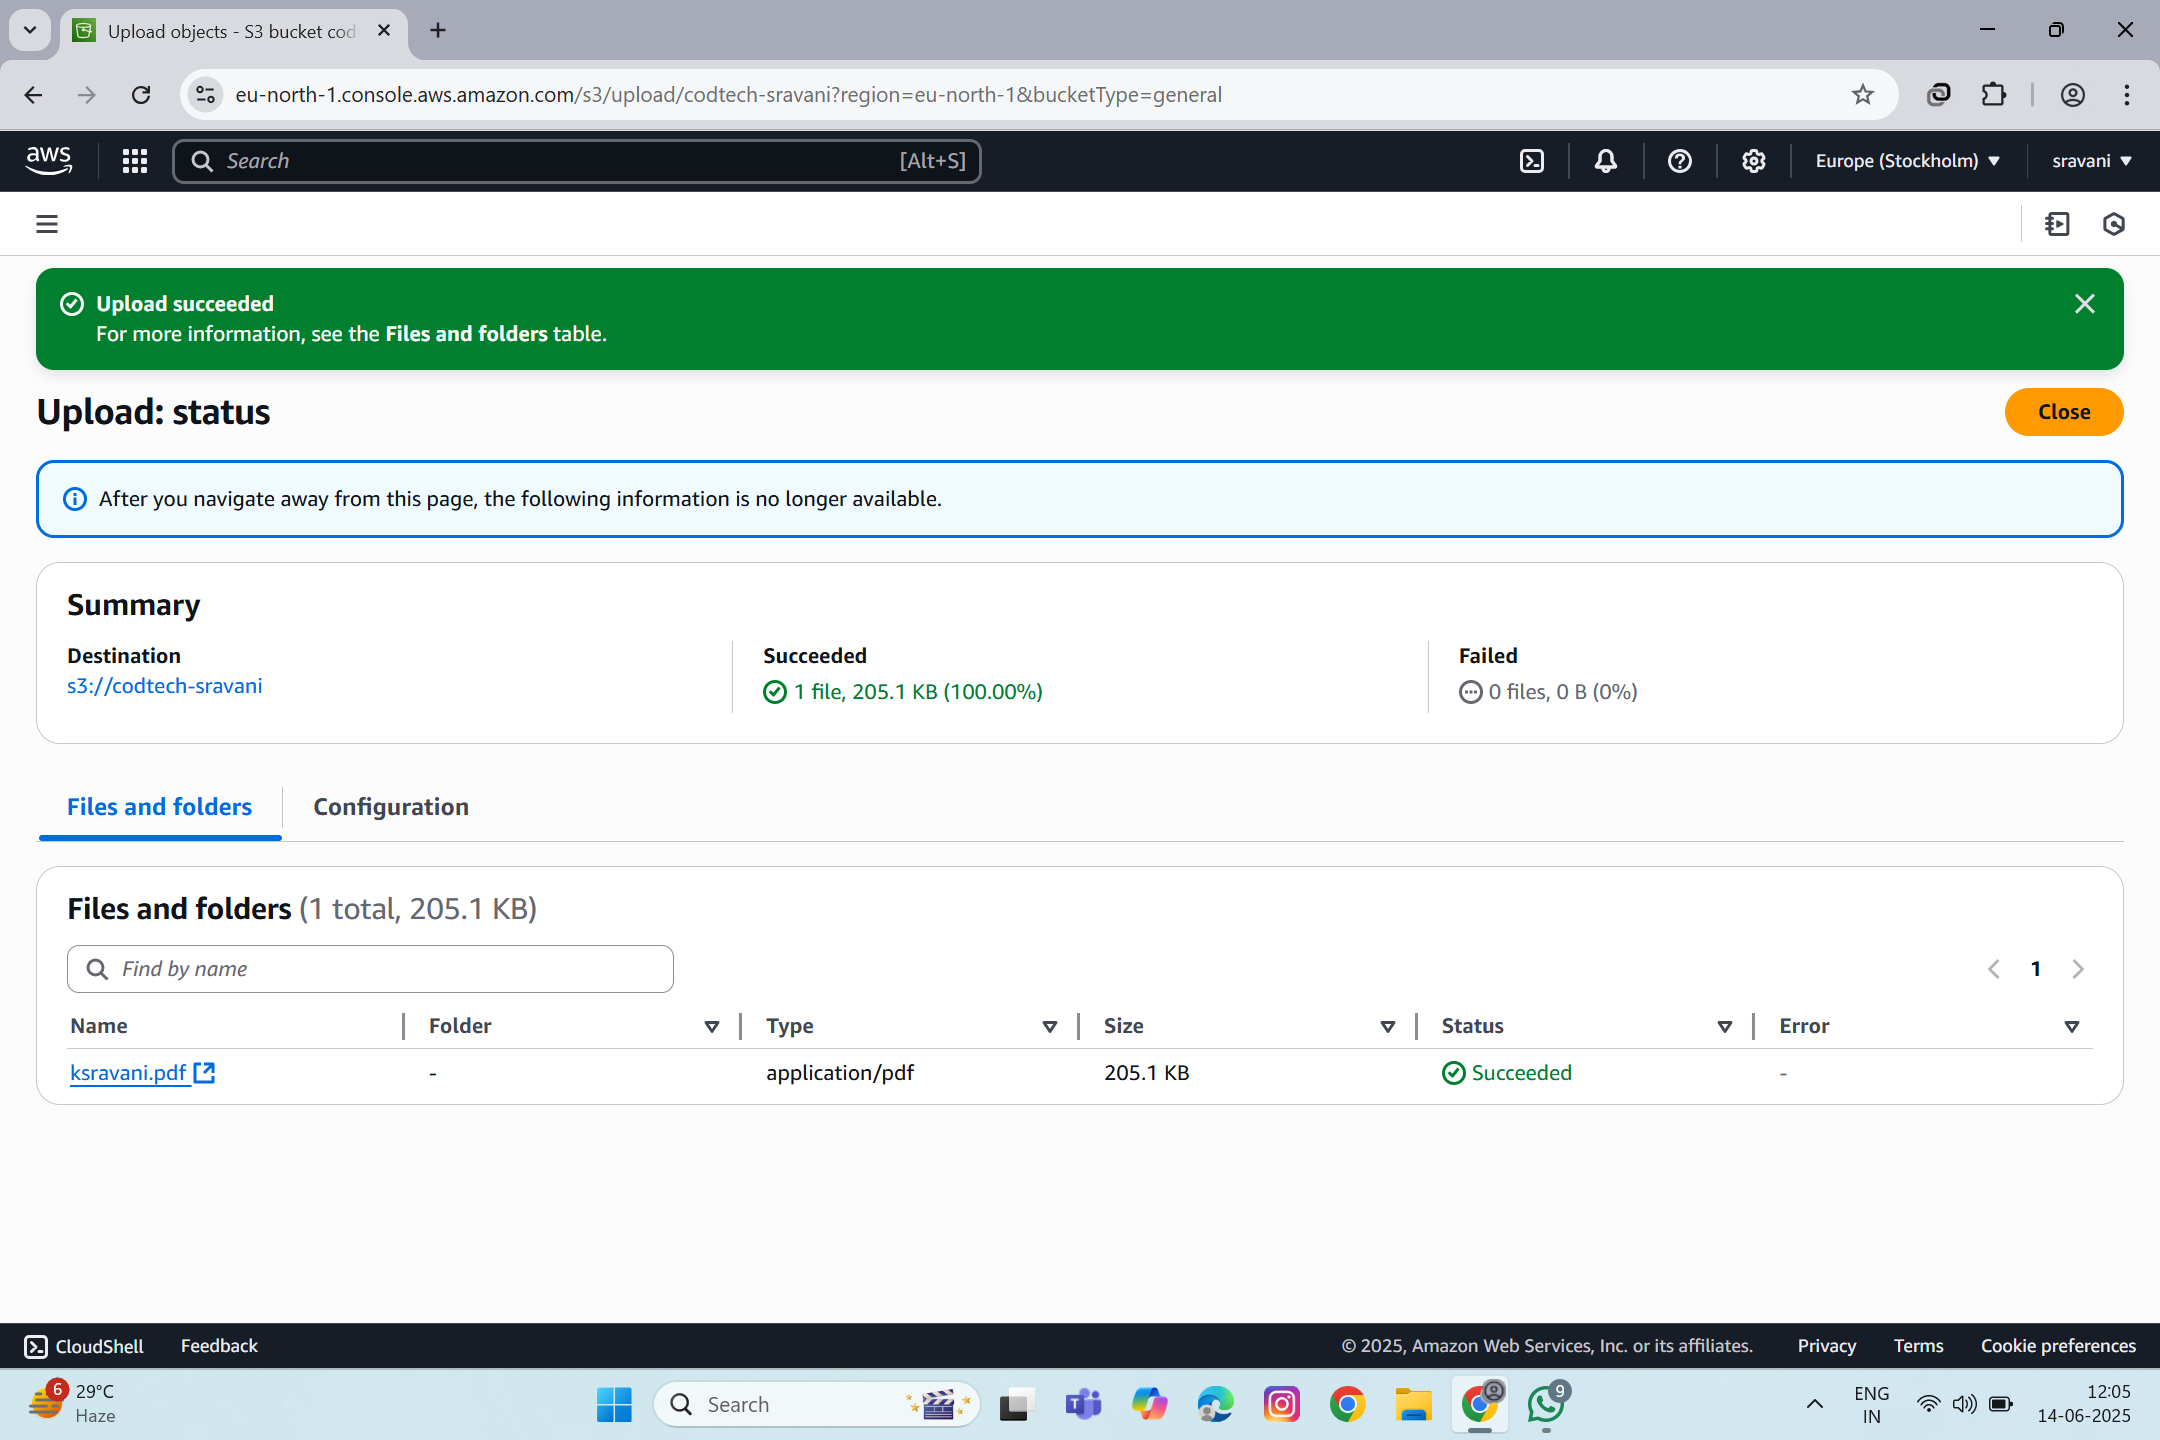 Upload objects - S3 bucket cod
eu-north-1.console.aws.amazon.com/s3/upload/codtech-sravani?region=eu-north-1&bucketType=general
aws
Search
[Alt+S]
Europe (Stockholm)
sravani
Upload succeeded
For more information, see the Files and folders table.
Upload: status
Close
After you navigate away from this page, the following information is no longer available.
Summary
Destination
s3://codtech-sravani
Succeeded
1 file, 205.1 KB (100.00%)
Failed
0 files, 0 B (0%)
Files and folders
Configuration
Files and folders (1 total, 205.1 KB)
Find by name
1
Name Folder Type Size Status Error
ksravani.pdf - application/pdf 205.1 KB Succeeded -
CloudShell
Feedback
© 2025, Amazon Web Services, Inc. or its affiliates.
Privacy
Terms
Cookie preferences
6
29°C
Haze
Search
T
9
ENG
IN
12:05
14-06-2025